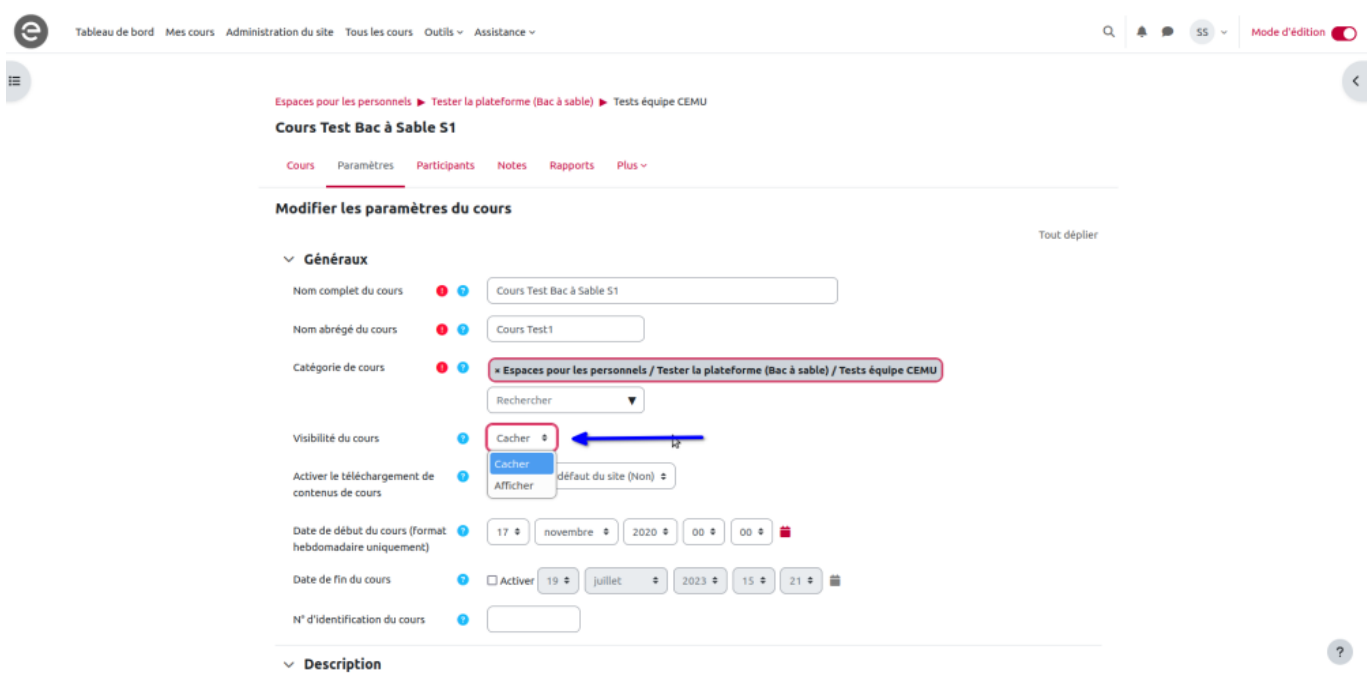 e
Tableau de bord Mes cours Administration du site Tous les cours Outils Assistance
SS
Mode d'édition
Espaces pour les personnels ▶ Tester la plateforme (Bac à sable) ▶ Tests équipe CEMU
Cours Test Bac à Sable S1
Cours Paramètres Participants Notes Rapports Plus
Modifier les paramètres du cours
Tout déplier
Généraux
Nom complet du cours ! ? Cours Test Bac à Sable S1
Nom abrégé du cours ! ? Cours Test1
Catégorie de cours ! ? × Espaces pour les personnels / Tester la plateforme (Bac à sable) / Tests équipe CEMU
Rechercher ▼
Visibilité du cours ? Cacher
Cacher
Afficher
Activer le téléchargement de
contenus de cours
? défaut du site (Non)
Date de début du cours (format
hebdomadaire uniquement)
? 17 novembre 2020 00 00
Date de fin du cours ? Activer 19 juillet 2023 15 21
N° d'identification du cours ?
Description
?